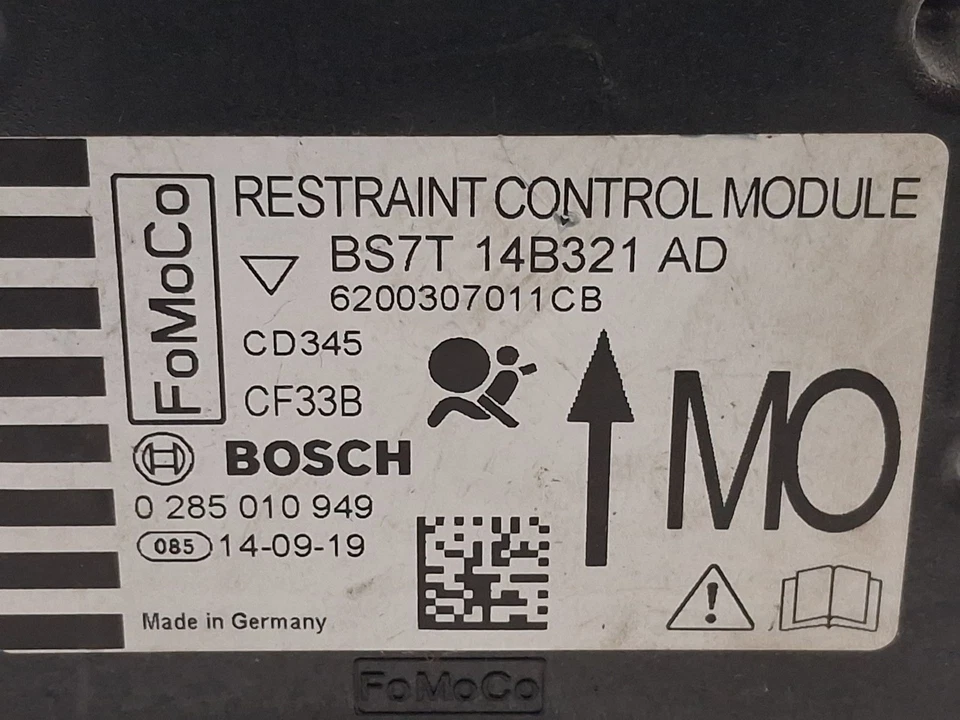 FoMoCo
RESTRAINT CONTROL MODULE
BS7T 14B321 AD
6200307011CB
CD345
CF33B
MO
BOSCH
0 285 010 949
085 14-09-19
Made in Germany
FoMoCo